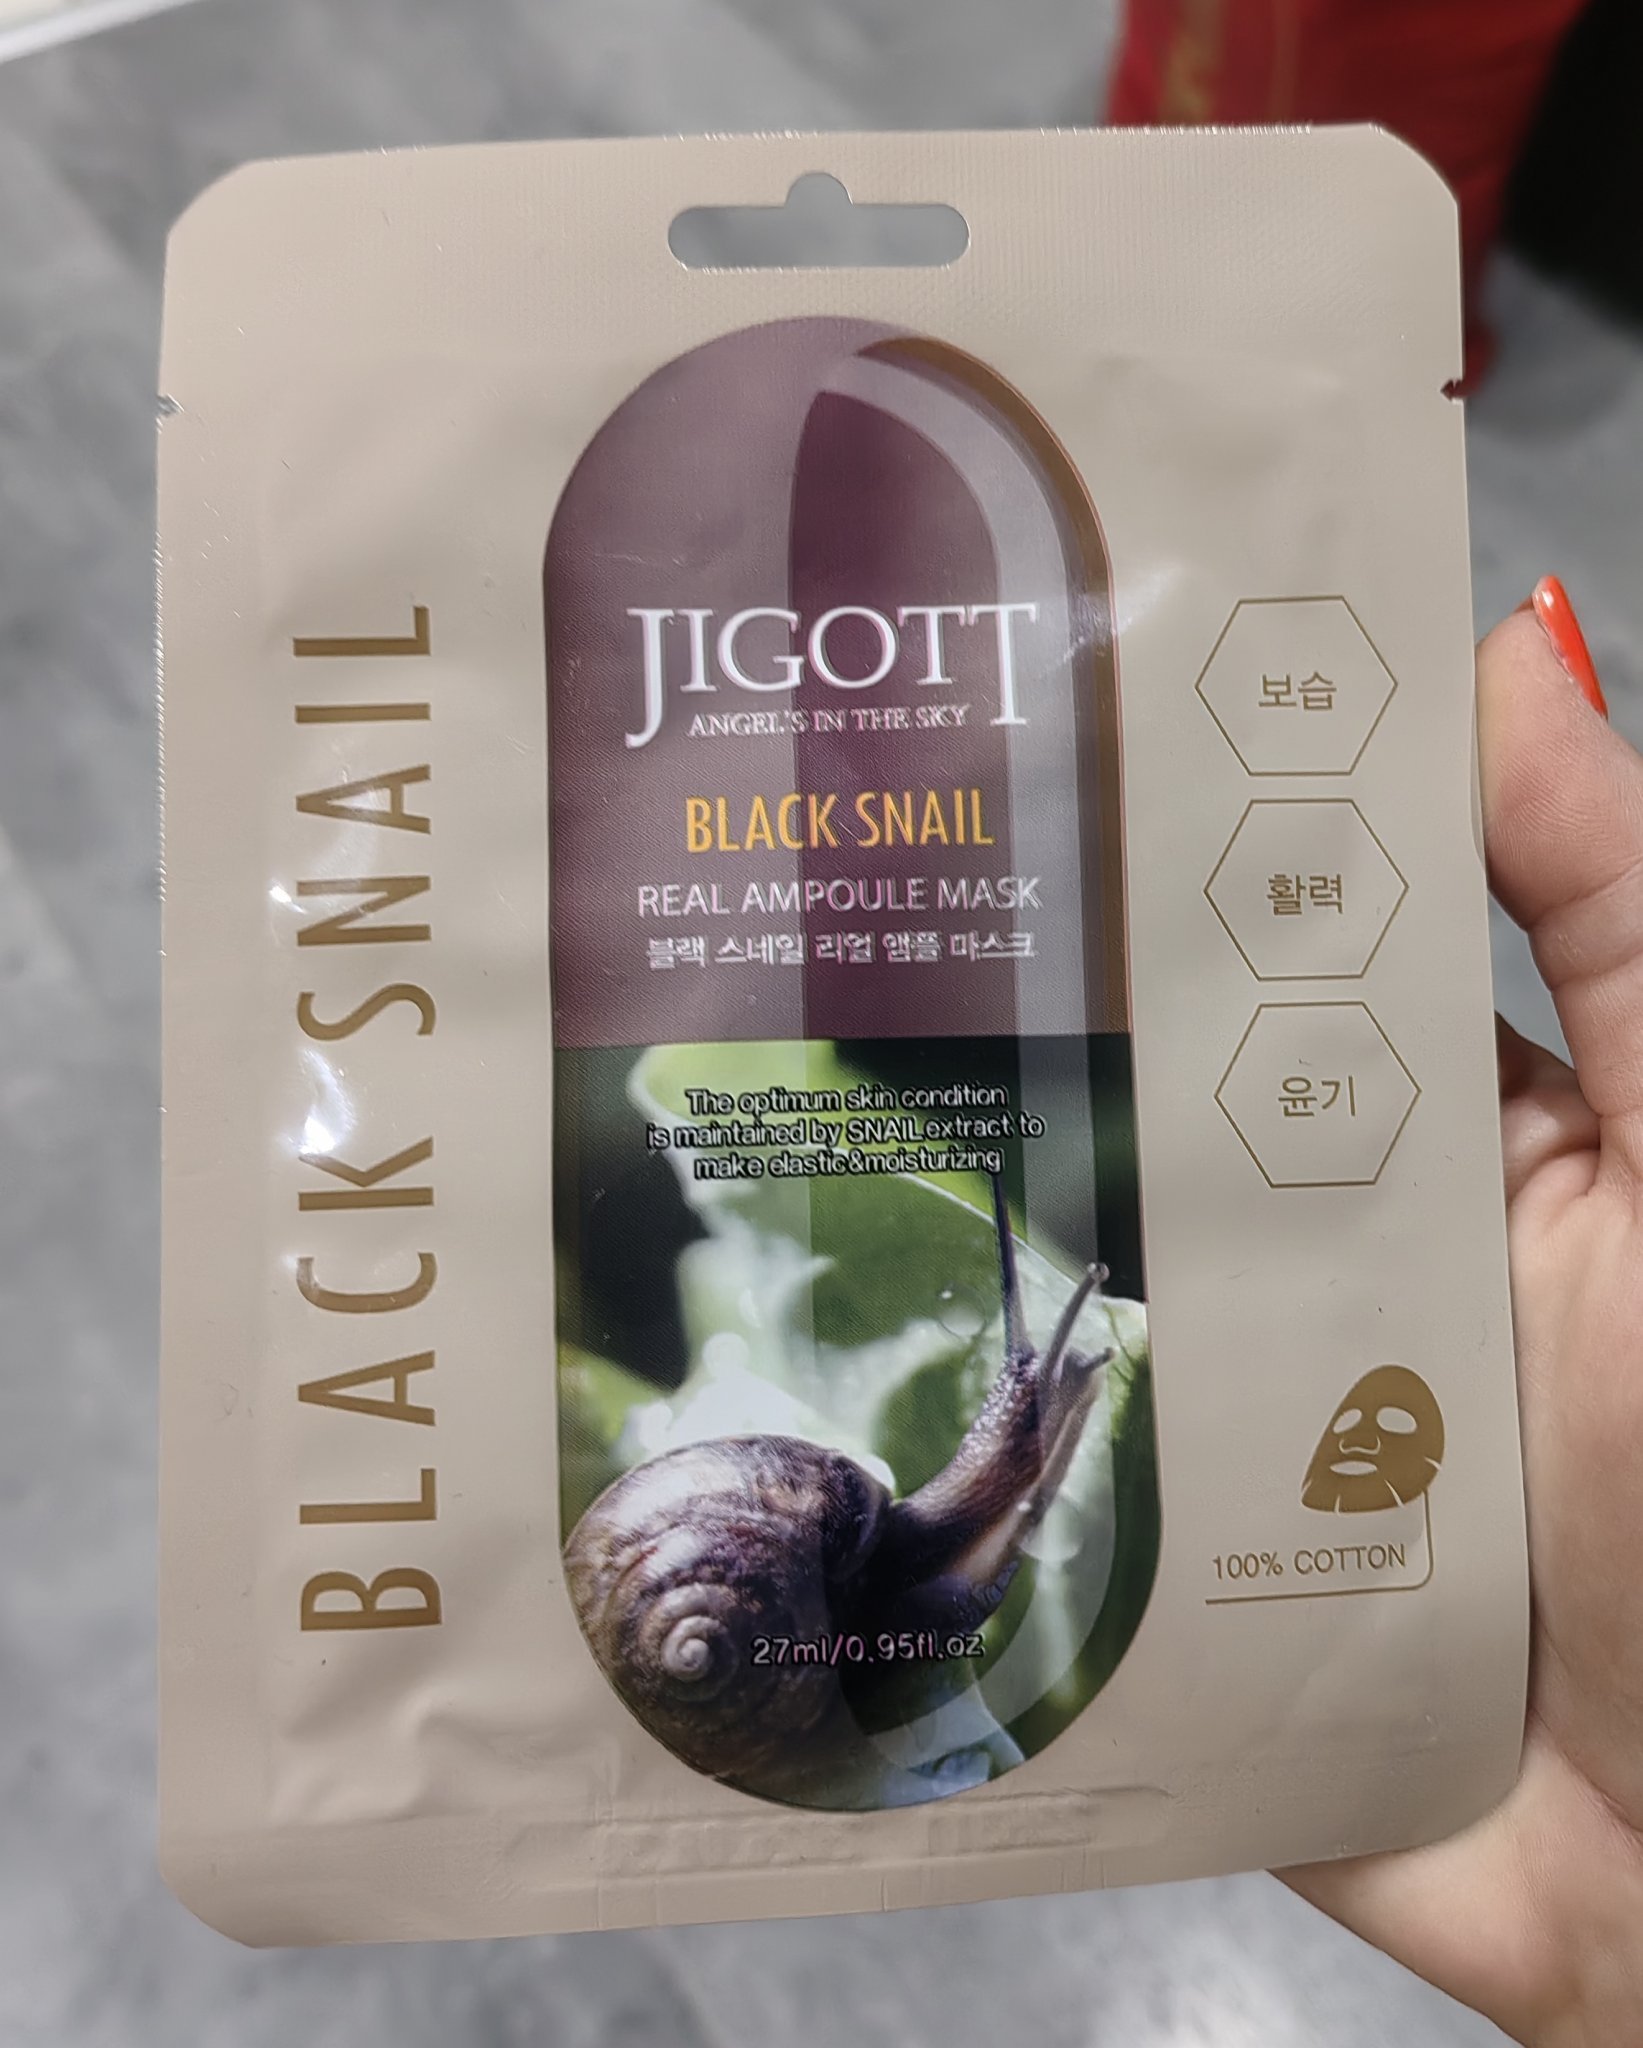 BLACK SNAIL
JIGOTT
ANGEL'S IN THE SKY
BLACK SNAIL
REAL AMPOULE MASK
블랙 스네일 리얼 앰플 마스크
The optimum skin condition
is maintained by SNAIL extract to
make elastic&moisturizing
27ml/0.95fl.oz
보습
활력
윤기
100% COTTON